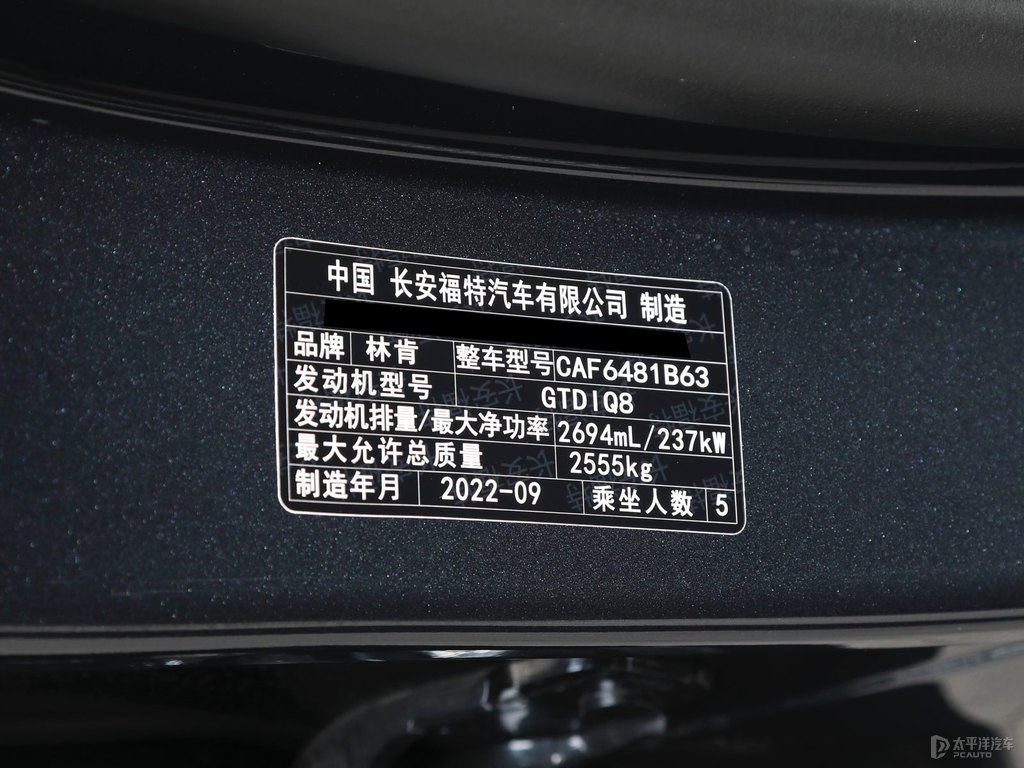 中国 长安福特汽车有限公司 制造
品牌 林肯 整车型号 CAF6481B63
发动机型号 GTDIQ8
发动机排量/最大净功率 2694mL/237kW
最大允许总质量 2555kg
制造年月 2022-09 乘坐人数 5
太平洋汽车
PCAUTO